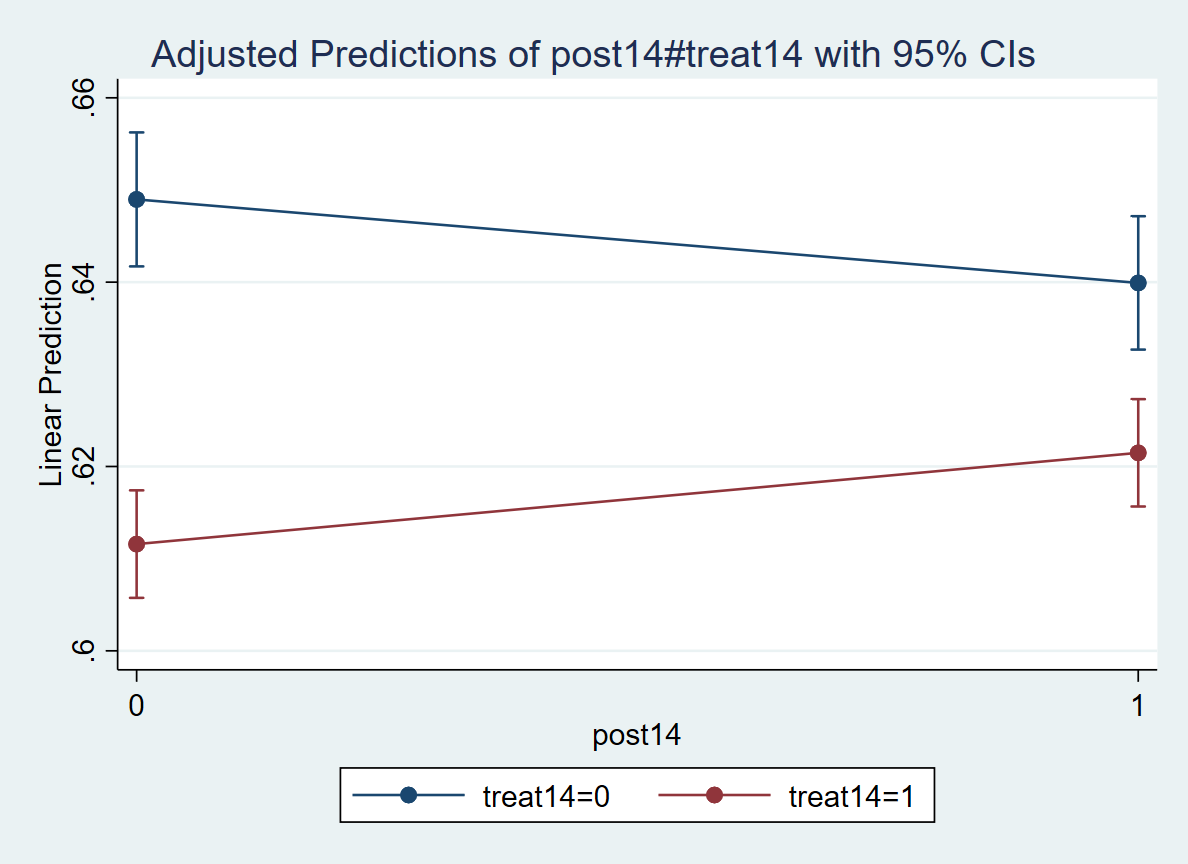 Adjusted Predictions of post14#treat14 with 95% CIs
Linear Prediction
.66
.64
.62
.6
0
1
post14
treat14=0
treat14=1